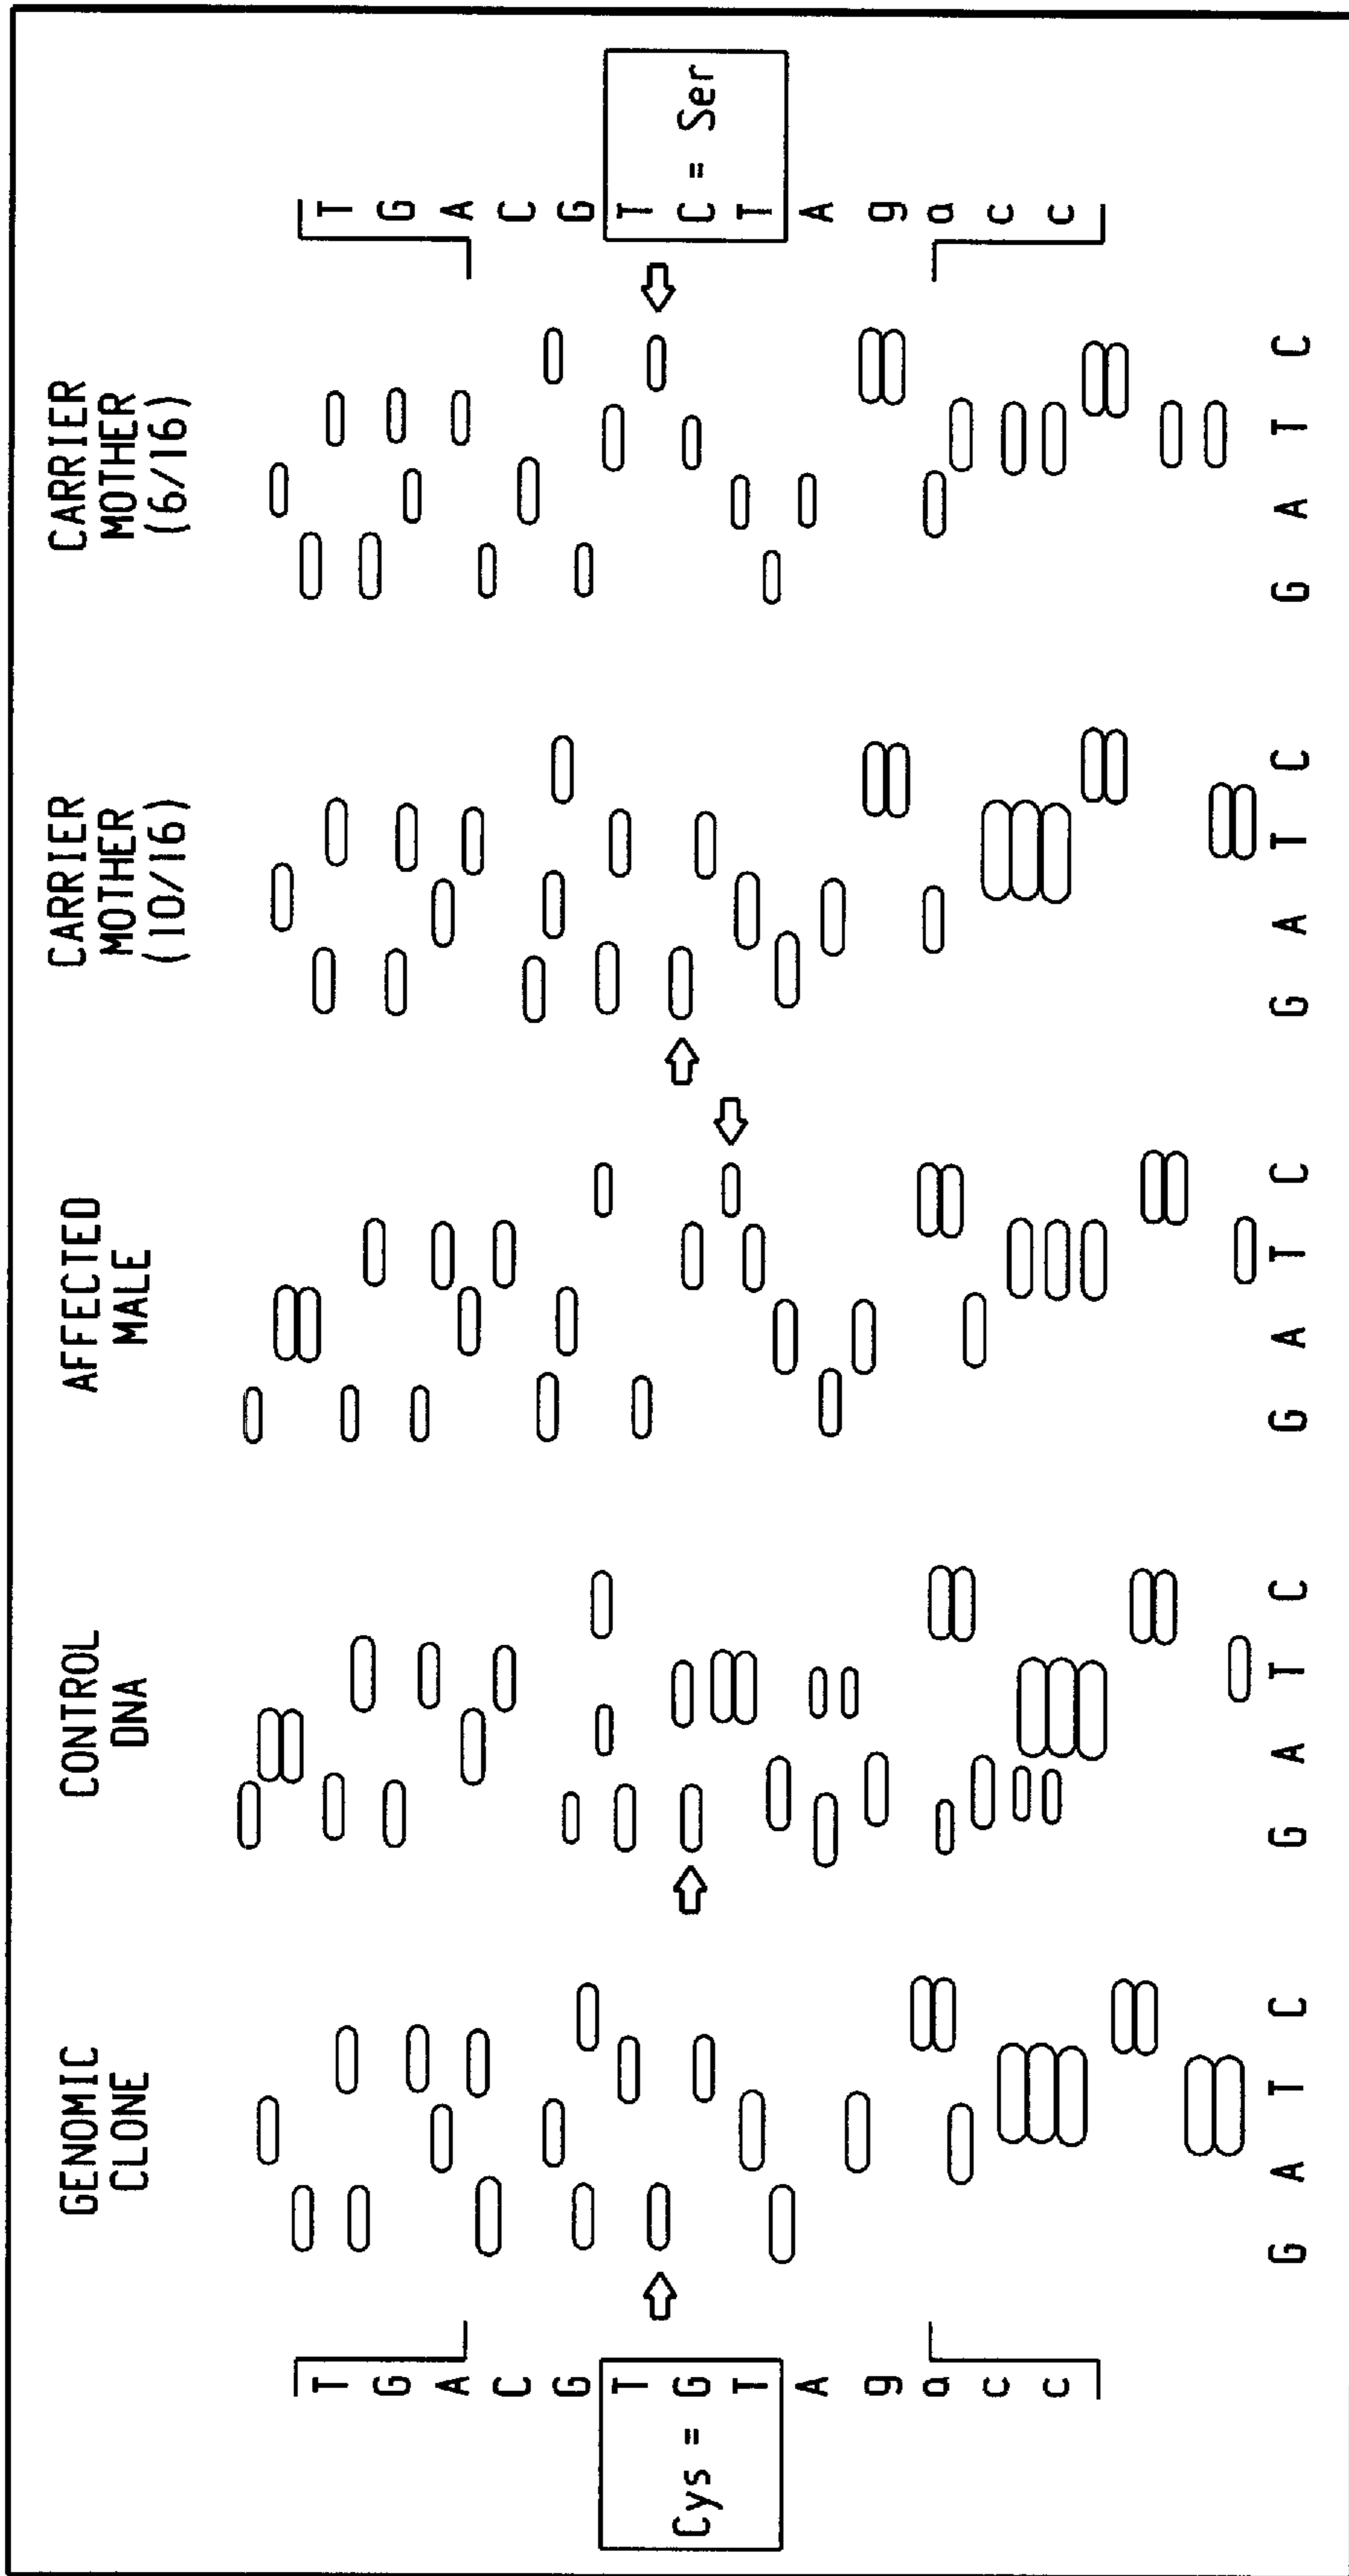 GENOMIC
CLONE
CONTROL
DNA
AFFECTED
MALE
CARRIER
MOTHER
(10/16)
CARRIER
MOTHER
(6/16)
T
G
A
C
G
T
Cys = G
T
A
g
a
c
c
T
G
A
C
G
T
C = Ser
T
A
g
a
c
c
G A T C
G A T C
G A T C
G A T C
G A T C